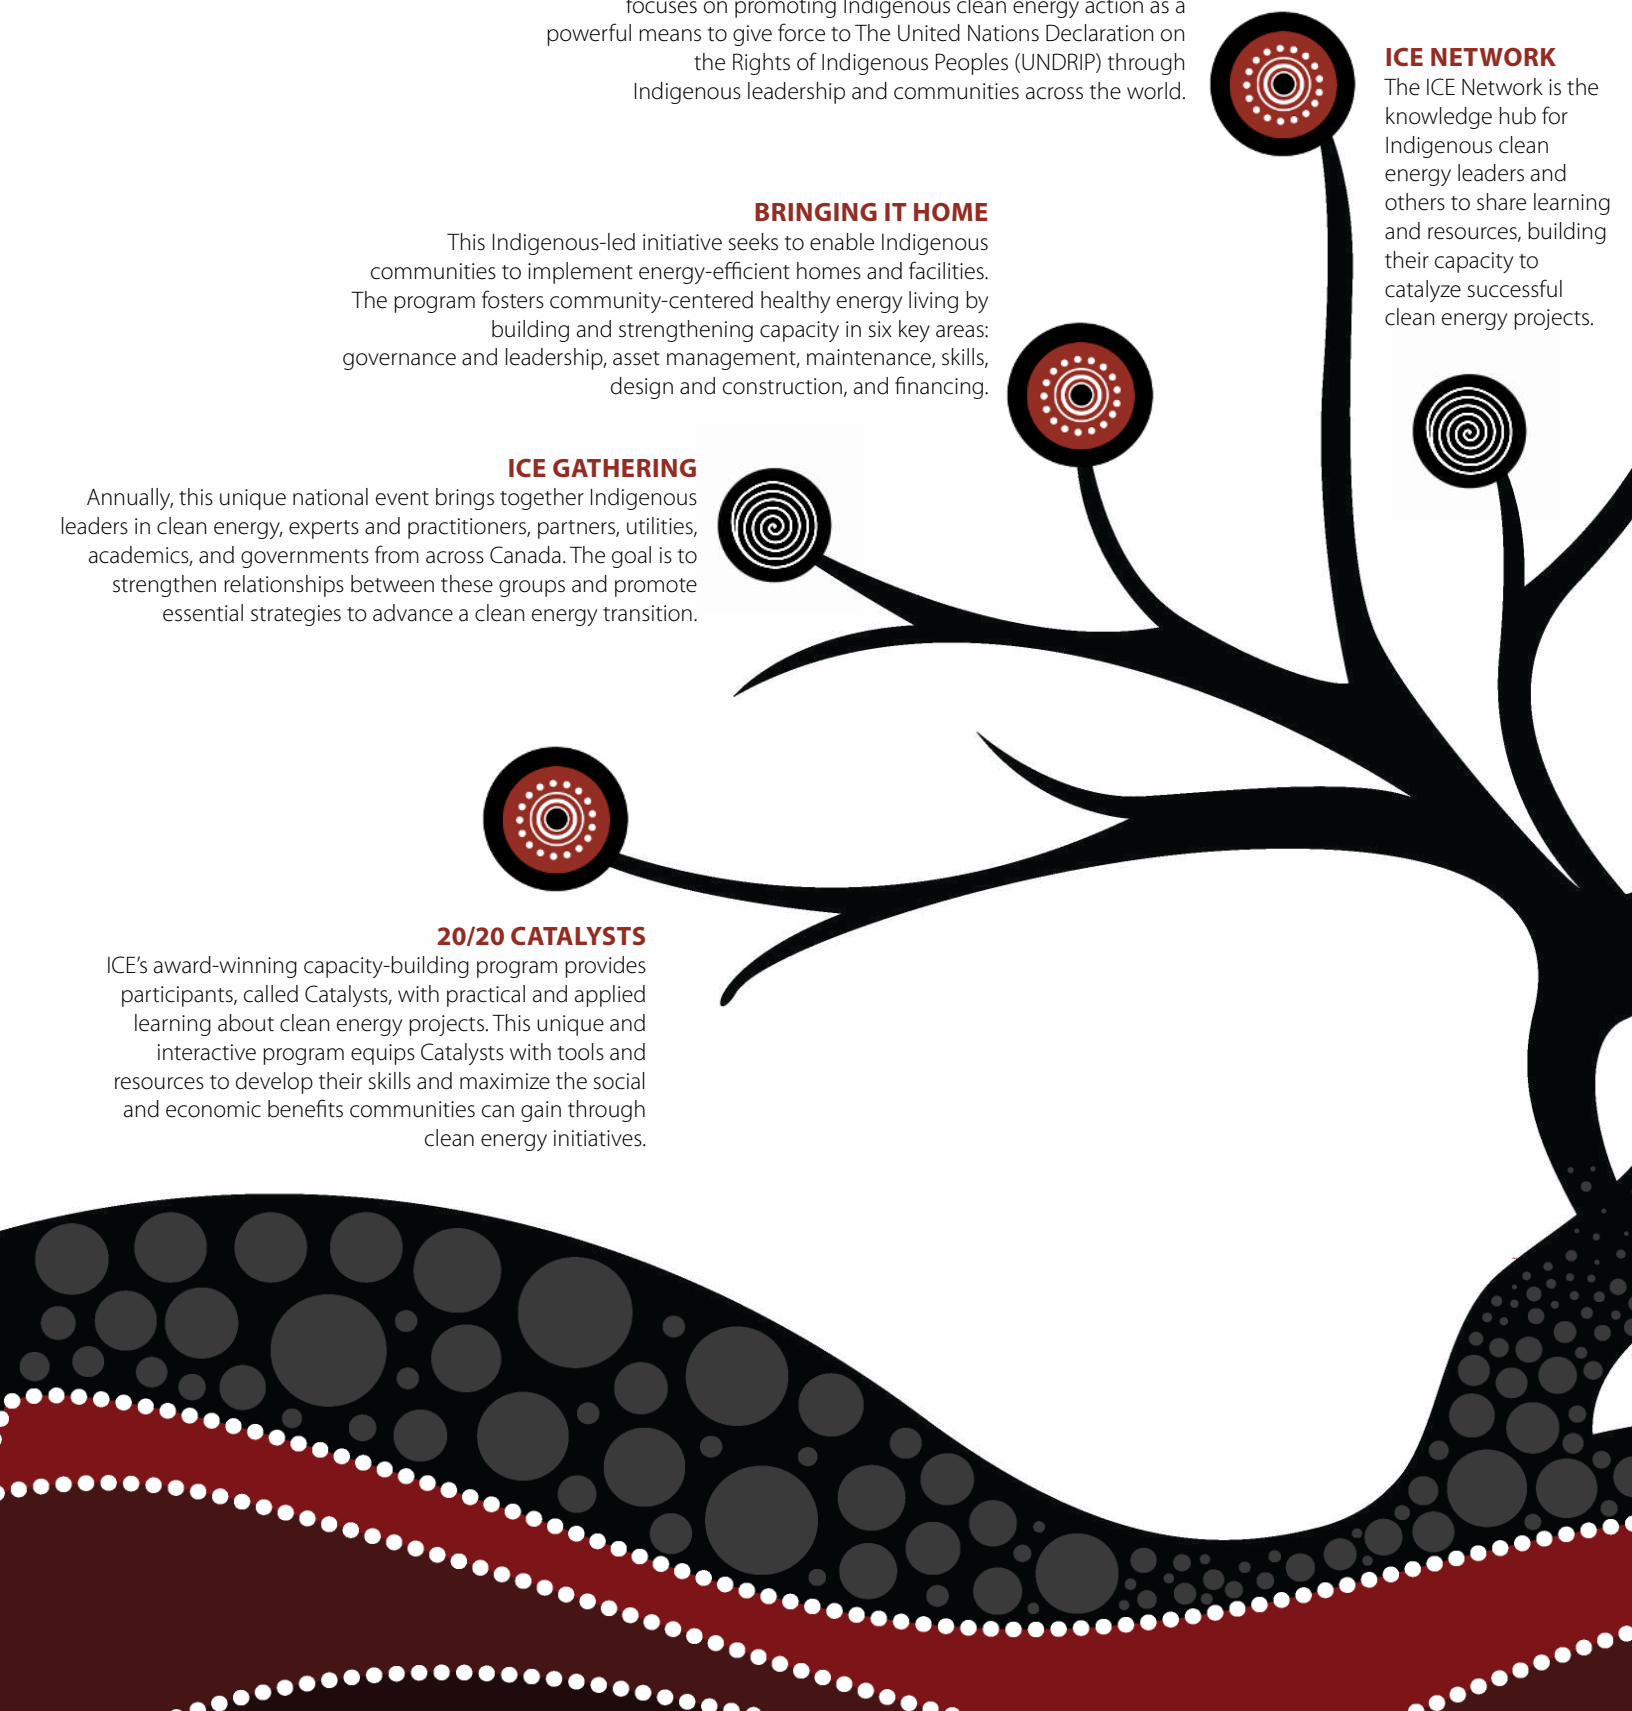 focuses on promoting Indigenous clean energy action as a
powerful means to give force to The United Nations Declaration on
the Rights of Indigenous Peoples (UNDRIP) through
Indigenous leadership and communities across the world.
ICE NETWORK
The ICE Network is the
knowledge hub for
Indigenous clean
energy leaders and
others to share learning
and resources, building
their capacity to
catalyze successful
clean energy projects.
BRINGING IT HOME
This Indigenous-led initiative seeks to enable Indigenous
communities to implement energy-efficient homes and facilities.
The program fosters community-centered healthy energy living by
building and strengthening capacity in six key areas:
governance and leadership, asset management, maintenance, skills,
design and construction, and financing.
ICE GATHERING
Annually, this unique national event brings together Indigenous
leaders in clean energy, experts and practitioners, partners, utilities,
academics, and governments from across Canada. The goal is to
strengthen relationships between these groups and promote
essential strategies to advance a clean energy transition.
20/20 CATALYSTS
ICE’s award-winning capacity-building program provides
participants, called Catalysts, with practical and applied
learning about clean energy projects. This unique and
interactive program equips Catalysts with tools and
resources to develop their skills and maximize the social
and economic benefits communities can gain through
clean energy initiatives.